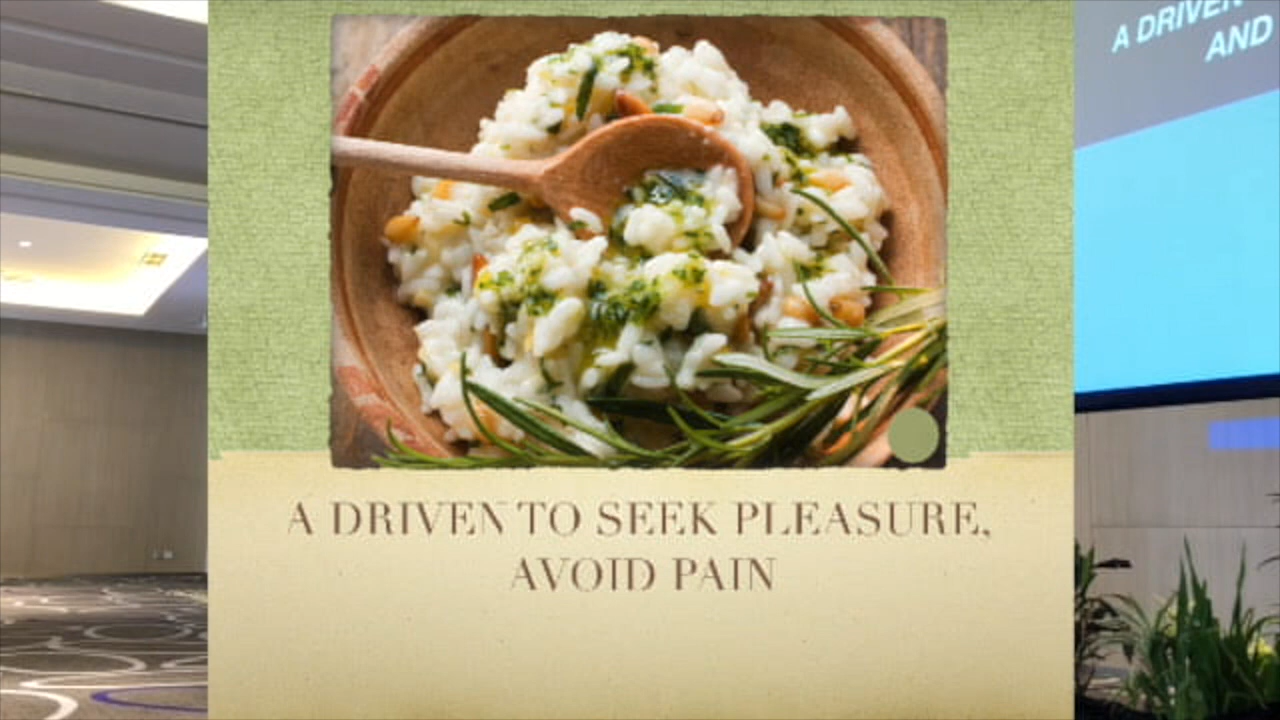 A DRIVEN TO SEEK PLEASURE,
AVOID PAIN
A DRIVEN
AND